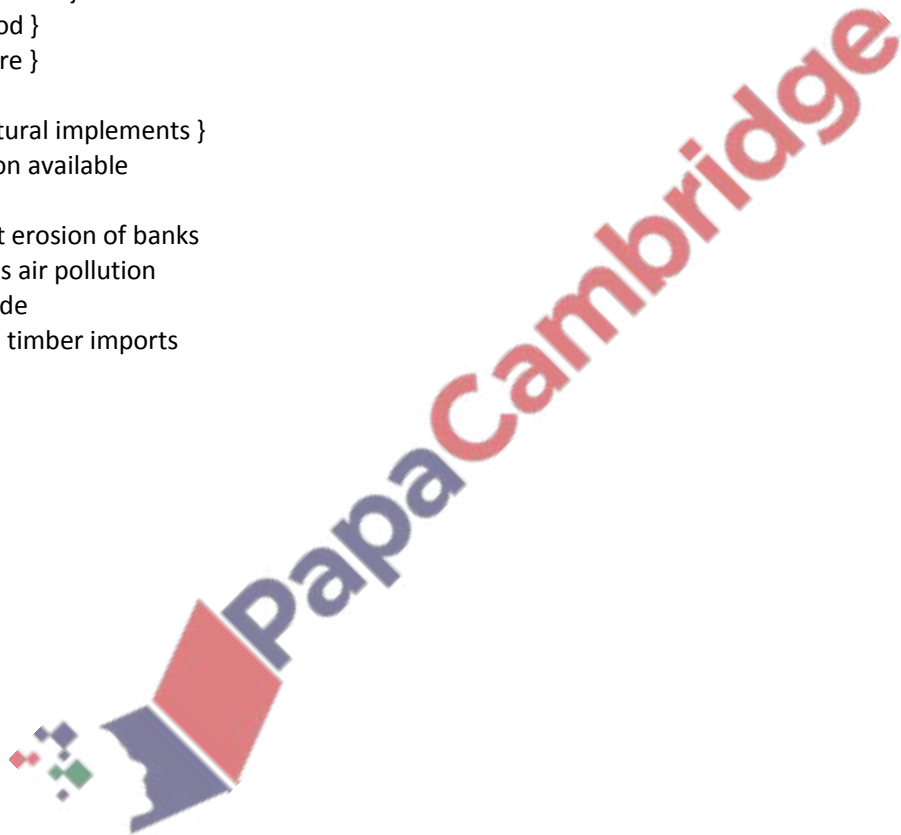 od }
re }
tural implements }
on available
t erosion of banks
s air pollution
de
timber imports
PapaCambridge